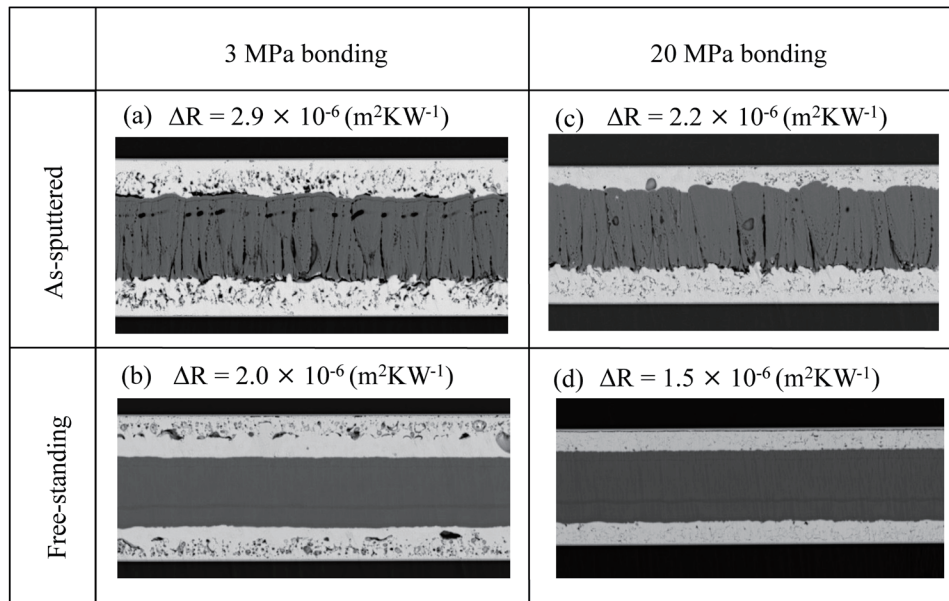 3 MPa bonding
20 MPa bonding
As-sputtered
(a) ΔR = 2.9 × 10⁻⁶ (m²KW⁻¹)
(c) ΔR = 2.2 × 10⁻⁶ (m²KW⁻¹)
Free-standing
(b) ΔR = 2.0 × 10⁻⁶ (m²KW⁻¹)
(d) ΔR = 1.5 × 10⁻⁶ (m²KW⁻¹)